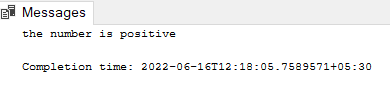 Messages
the number is positive
Completion time: 2022-06-16T12:18:05.7589571+05:30